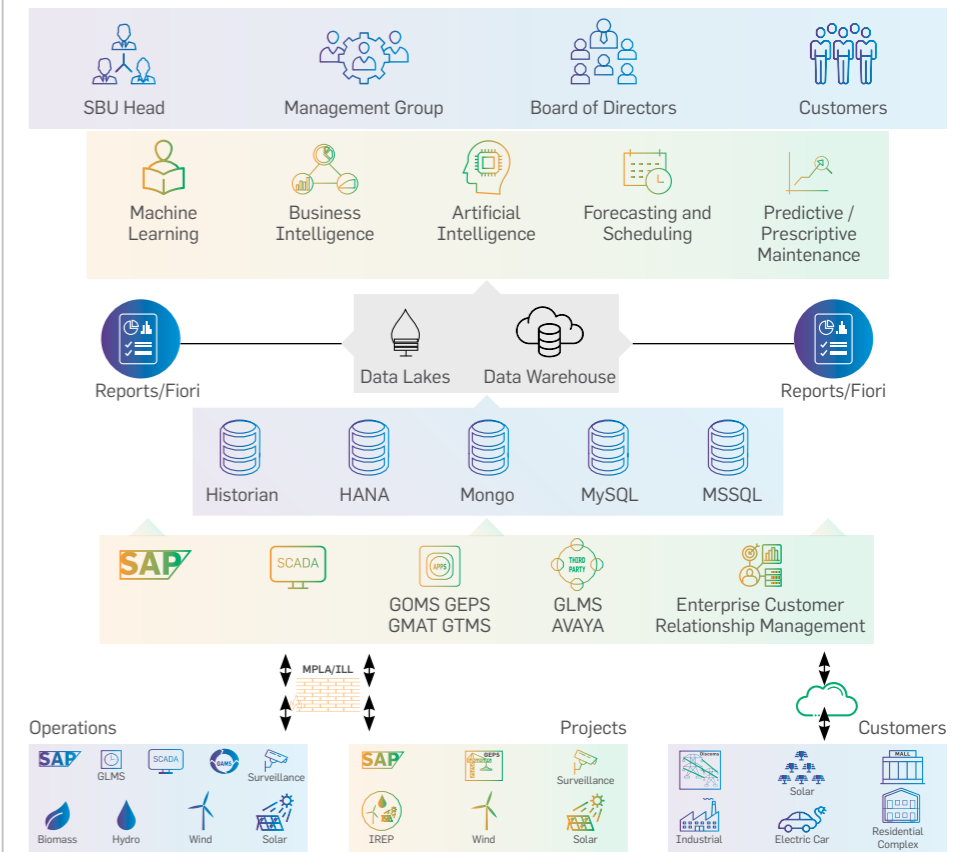 SBU Head
Management Group
Board of Directors
Customers
Machine
Learning
Business
Intelligence
Artificial
Intelligence
Forecasting and
Scheduling
Predictive /
Prescriptive
Maintenance
Reports/Fiori
Data Lakes
Data Warehouse
Reports/Fiori
Historian
HANA
Mongo
MySQL
MSSQL
SAP
SCADA
APPS
GOMS GEPS
GMAT GTMS
THIRD
PARTY
GLMS
AVAYA
Enterprise Customer
Relationship Management
MPLA/ILL
Operations
SAP
GLMS
SCADA
GAMS
Surveillance
Biomass
Hydro
Wind
Solar
Projects
SAP
GEPS
Surveillance
IREP
Wind
Solar
Customers
Discoms
Solar
MALL
Industrial
Electric Car
Residential
Complex